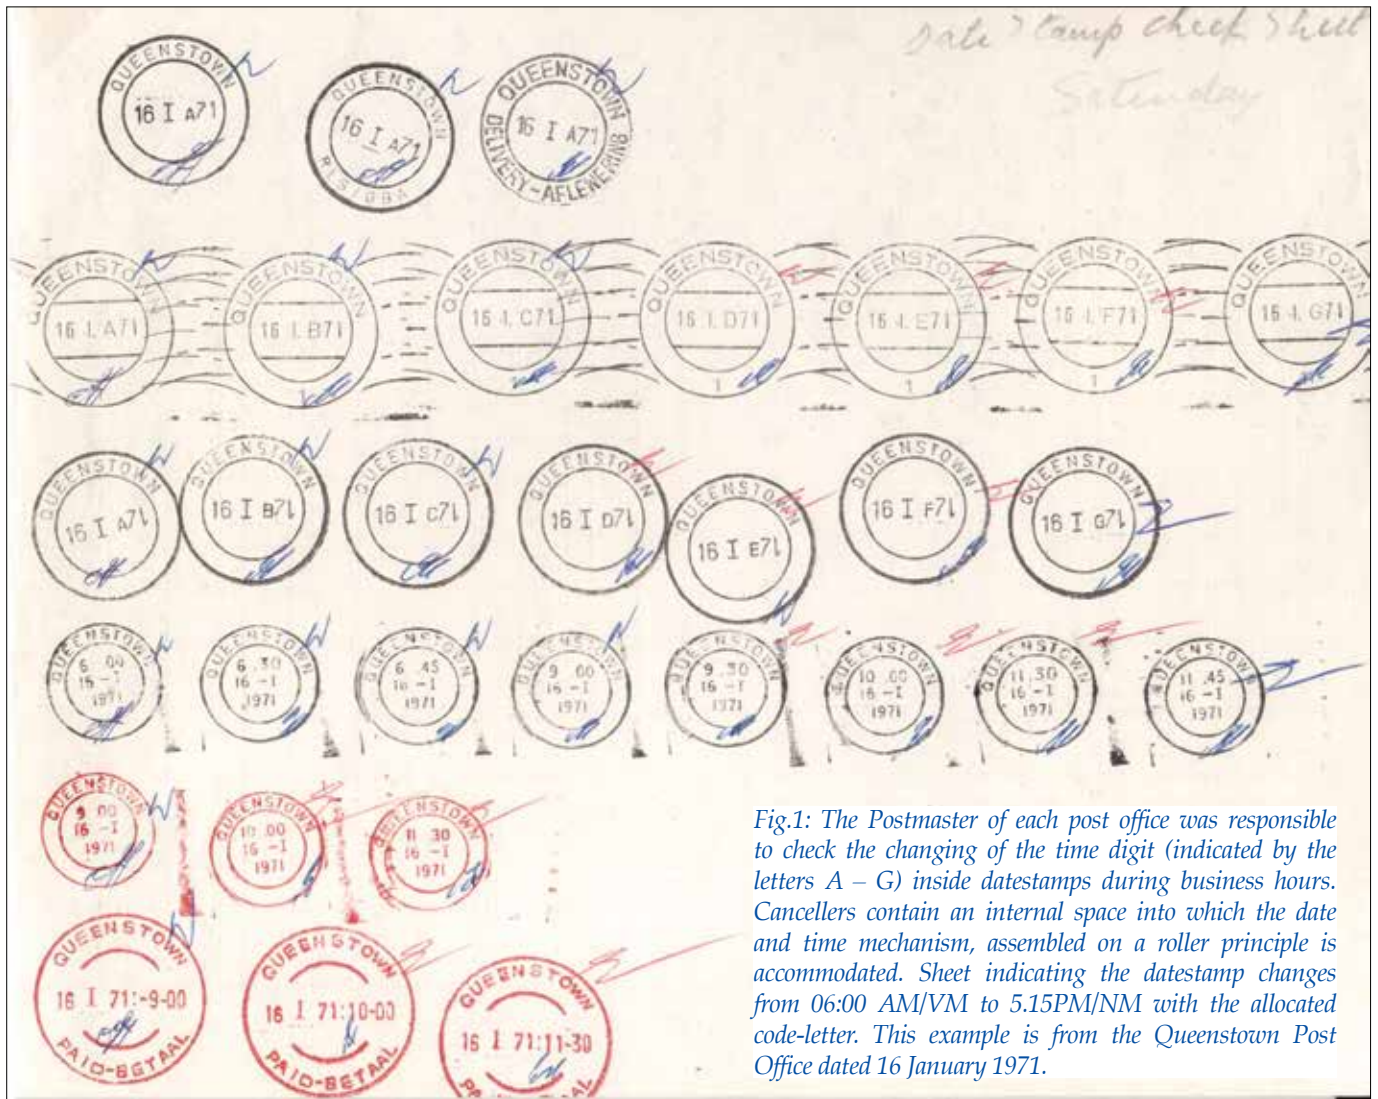 Date Stamp Check Sheet
Saturday
QUEENSTOWN
16 I A71
QUEENSTOWN
16 I A71
QUEENSTOWN
16 I A71
DELIVERY-AFLEWERING 8
QUEENSTOWN
16 I.A71
QUEENSTOWN
16 I.B71
QUEENSTOWN
16 I.C71
QUEENSTOWN
16 I.D71
1
QUEENSTOWN
16 I.E71
1
QUEENSTOWN
16 I.F71
1
QUEENSTOWN
16 I.G71
QUEENSTOWN
16 I A71
QUEENSTOWN
16 I B71
QUEENSTOWN
16 I C71
QUEENSTOWN
16 I D71
QUEENSTOWN
16 I E71
QUEENSTOWN
16 I F71
QUEENSTOWN
16 I G71
QUEENSTOWN
6 00
16 -I
1971
QUEENSTOWN
6.30
16 -I
1971
QUEENSTOWN
6.45
16 -I
1971
QUEENSTOWN
9 00
16 -I
1971
QUEENSTOWN
9.30
16 -I
1971
QUEENSTOWN
10.00
16 -I
1971
QUEENSTOWN
11.30
16 -I
1971
QUEENSTOWN
11.45
16 -I
1971
QUEENSTOWN
9 00
16 -I
1971
QUEENSTOWN
10 00
16 -I
1971
QUEENSTOWN
11 30
16 -I
1971
QUEENSTOWN
16 I 71:-9-00
PAID-BETAAL
QUEENSTOWN
16 I 71:10-00
PAID-BETAAL
QUEENSTOWN
16 I 71:11-30
PAID-BETAAL
Fig.1: The Postmaster of each post office was responsible
to check the changing of the time digit (indicated by the
letters A – G) inside datestamps during business hours.
Cancellers contain an internal space into which the date
and time mechanism, assembled on a roller principle is
accommodated. Sheet indicating the datestamp changes
from 06:00 AM/VM to 5.15PM/NM with the allocated
code-letter. This example is from the Queenstown Post
Office dated 16 January 1971.